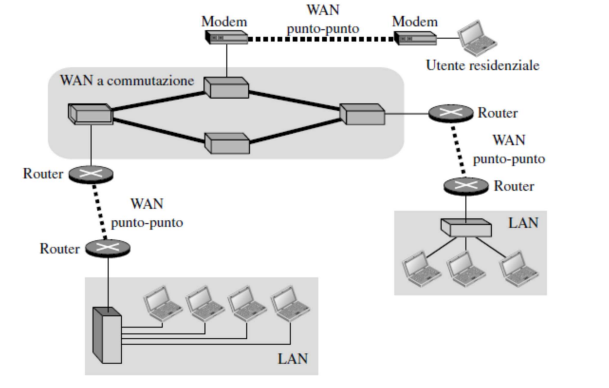 WAN
punto-punto
Modem
Modem
Utente residenziale
WAN a commutazione
Router
WAN
punto-punto
Router
Router
WAN
punto-punto
Router
LAN
LAN